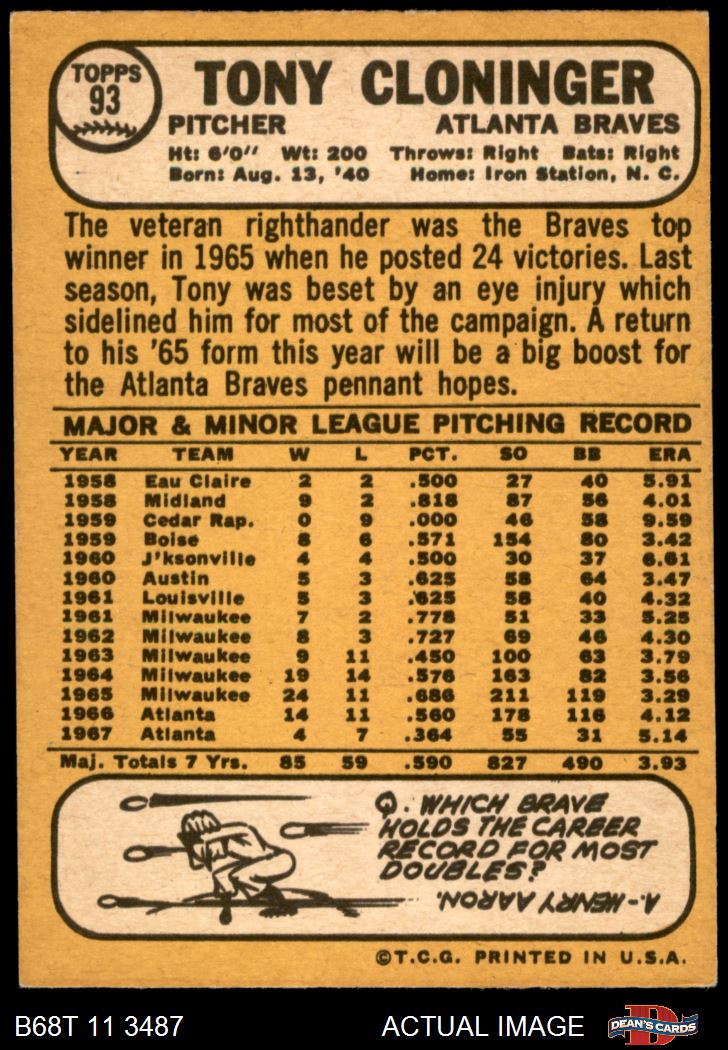 TOPPS
93
TONY CLONINGER
PITCHER ATLANTA BRAVES
Ht: 6'0" Wt: 200 Throws: Right Bats: Right
Born: Aug. 13, '40 Home: Iron Station, N. C.
The veteran righthander was the Braves top
winner in 1965 when he posted 24 victories. Last
season, Tony was beset by an eye injury which
sidelined him for most of the campaign. A return
to his '65 form this year will be a big boost for
the Atlanta Braves pennant hopes.
MAJOR & MINOR LEAGUE PITCHING RECORD
YEAR TEAM W L PCT. SO BB ERA
1958 Eau Claire 2 2 .500 27 40 5.91
1958 Midland 9 2 .818 87 56 4.01
1959 Cedar Rap. 0 9 .000 46 58 9.59
1959 Boise 8 6 .571 154 80 3.42
1960 J'ksonville 4 4 .500 30 37 6.61
1960 Austin 5 3 .625 58 64 3.47
1961 Louisville 5 3 .625 58 40 4.32
1961 Milwaukee 7 2 .778 51 33 5.25
1962 Milwaukee 8 3 .727 69 46 4.30
1963 Milwaukee 9 11 .450 100 63 3.79
1964 Milwaukee 19 14 .576 163 82 3.56
1965 Milwaukee 24 11 .686 211 119 3.29
1966 Atlanta 14 11 .560 178 116 4.12
1967 Atlanta 4 7 .364 55 31 5.14
Maj. Totals 7 Yrs. 85 59 .590 827 490 3.93
Q. WHICH BRAVE
HOLDS THE CAREER
RECORD FOR MOST
DOUBLES?
A-HENRY AARON.
©T.C.G. PRINTED IN U.S.A.
B68T 11 3487 ACTUAL IMAGE DEAN'S CARDS